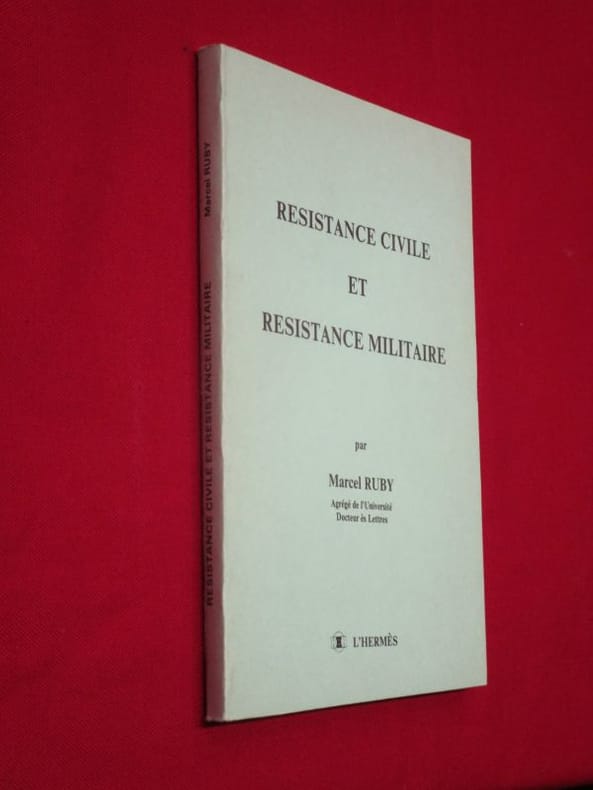 RESISTANCE CIVILE
ET
RESISTANCE MILITAIRE
par
Marcel RUBY
Agrégé de l'Université
Docteur ès Lettres
L'HERMÈS
RESISTANCE CIVILE ET RESISTANCE MILITAIRE Marcel RUBY